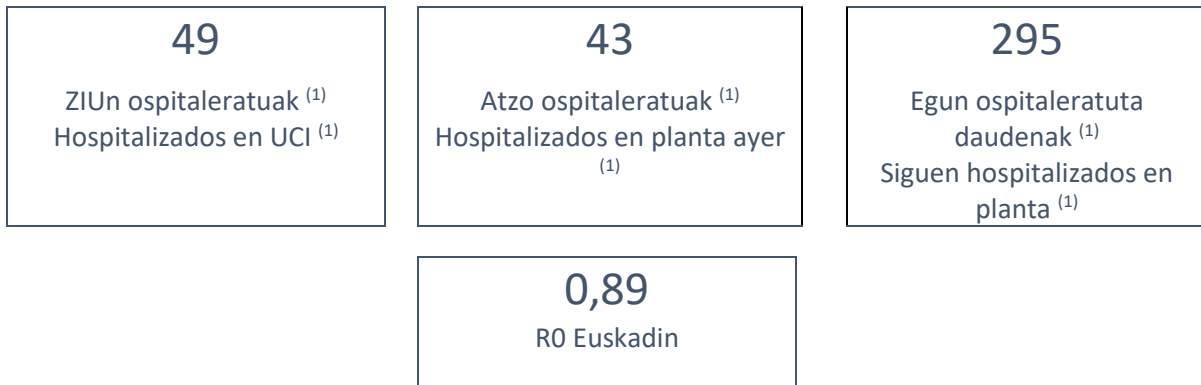 49
ZIUn ospitaleratuak (1)
Hospitalizados en UCI (1)
43
Atzo ospitaleratuak (1)
Hospitalizados en planta ayer
(1)
295
Egun ospitaleratuta
daudenak (1)
Siguen hospitalizados en
planta (1)
0,89
R0 Euskadin